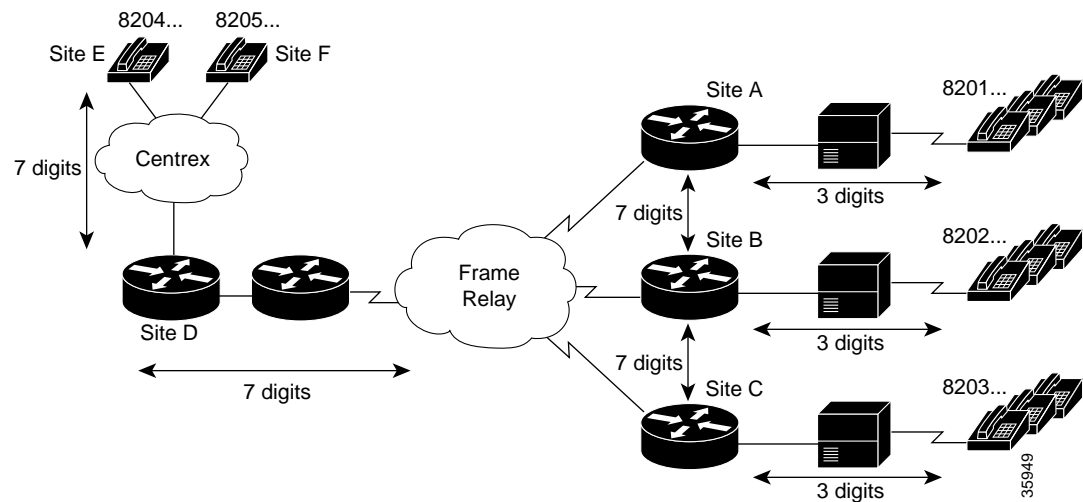 8204...
8205...
Site E
Site F
7 digits
Centrex
Site D
7 digits
Frame
Relay
Site A
8201...
3 digits
7 digits
Site B
8202...
3 digits
7 digits
Site C
8203...
3 digits
35949